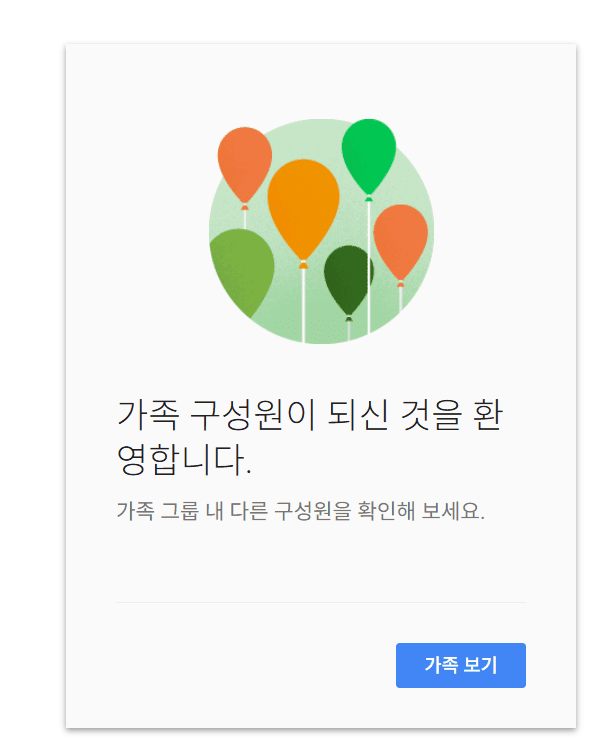 가족 구성원이 되신 것을 환
영합니다.
가족 그룹 내 다른 구성원을 확인해 보세요.
가족 보기